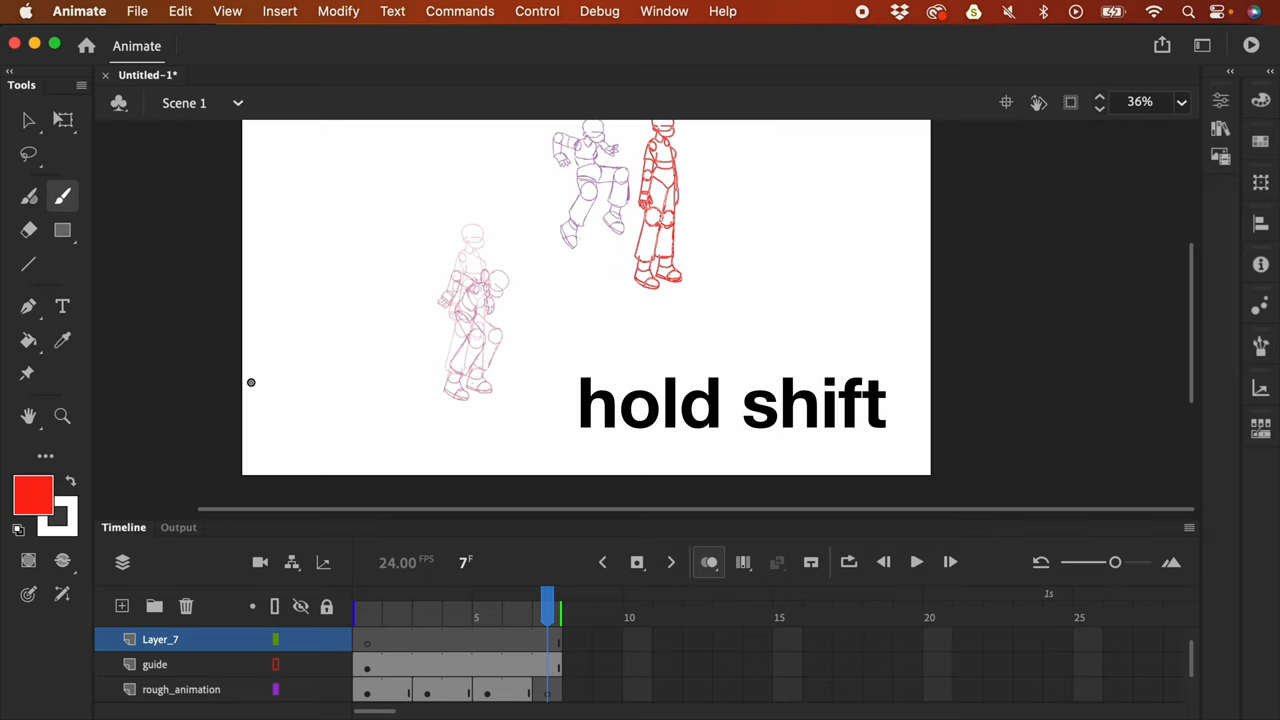 Animate File Edit View Insert Modify Text Commands Control Debug Window Help
Animate
Untitled-1*
Tools
Scene 1
36%
hold shift
Timeline Output
24.00 FPS 7 F
1s
5 10 15 20 25
Layer_7
guide
rough_animation